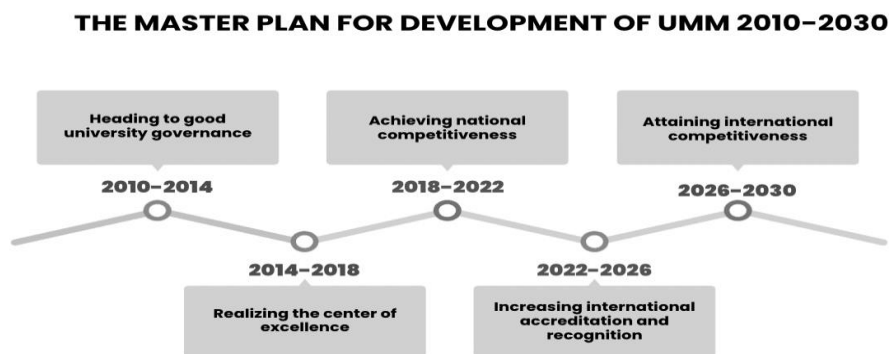 THE MASTER PLAN FOR DEVELOPMENT OF UMM 2010-2030
Heading to good
university governance
2010-2014
Achieving national
competitiveness
2018-2022
Attaining international
competitiveness
2026-2030
2014-2018
Realizing the center of
excellence
2022-2026
Increasing international
accreditation and
recognition